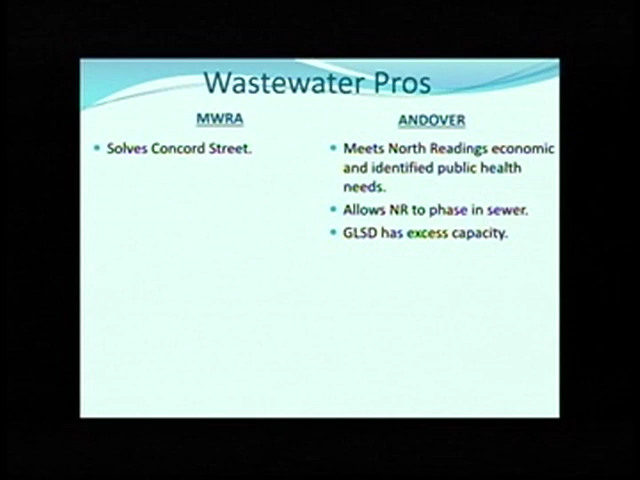 Wastewater Pros
MWRA
• Solves Concord Street.
ANDOVER
• Meets North Readings economic
and identified public health
needs.
• Allows NR to phase in sewer.
• GLSD has excess capacity.